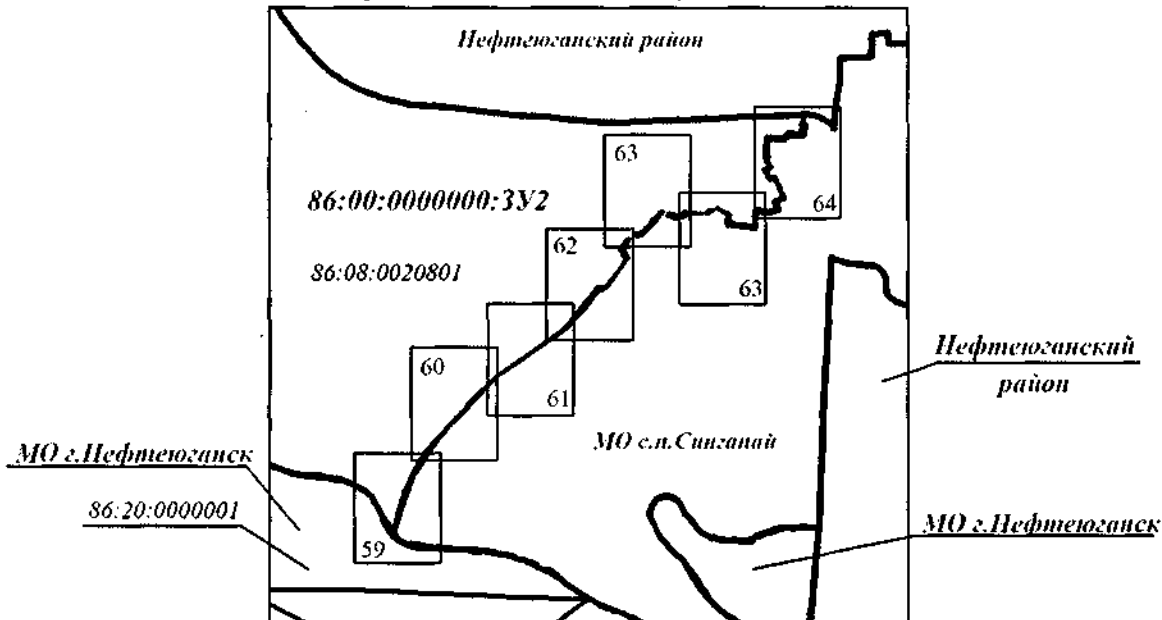 Нефтеюганский район
63
86:00:0000000:ЗУ2
64
62
86:08:0020801
63
Нефтеюганский
район
60
61
МО с.п.Сингапай
МО г.Нефтеюганск
86:20:0000001
МО г.Нефтеюганск
59